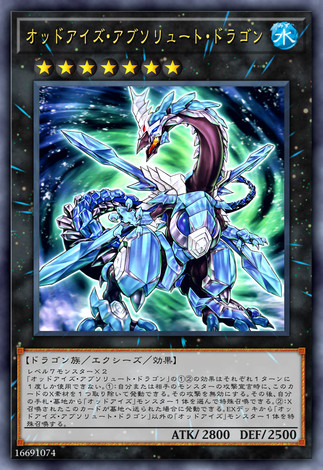 オッドアイズ・アブソリュート・ドラゴン
水
【ドラゴン族／エクシーズ／効果】
レベル７モンスター×２
「オッドアイズ・アブソリュート・ドラゴン」の①②の効果はそれぞれ１ターンに
１度しか使用できない。①：自分または相手のモンスターの攻撃宣言時に、このカ
ードのX素材を１つ取り除いて発動できる。その攻撃を無効にする。その後、自分
の手札・墓地から「オッドアイズ」モンスター１体を選んで特殊召喚できる。②：X
召喚されたこのカードが墓地へ送られた場合に発動できる。EXデッキから「オッ
ドアイズ・アブソリュート・ドラゴン」以外の「オッドアイズ」モンスター１体を特
殊召喚する。
ATK/ 2800 DEF/2500
16691074